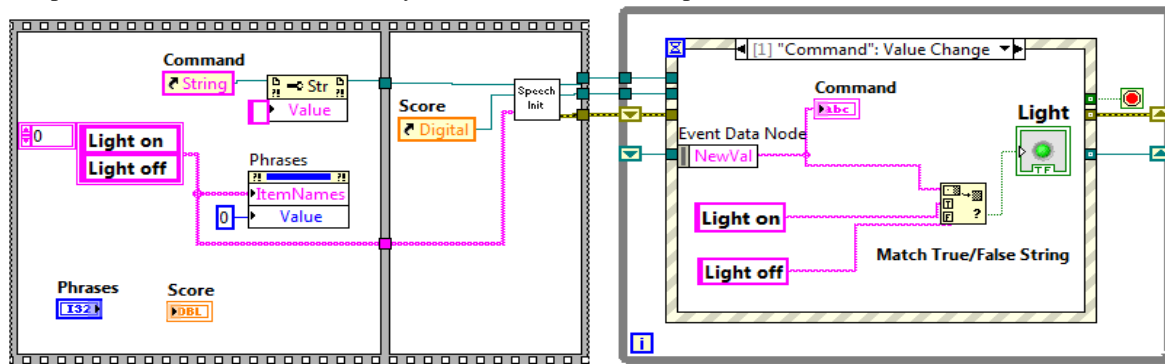 Command
String
Str
Value
0
Light on
Light off
Phrases
ItemNames
0
Value
Phrases
I32
Score
DBL
Score
Digital
Speech
Init
[1] "Command": Value Change
Command
abc
Event Data Node
NewVal
Light
TF
Light on
Light off
T
F
?
Match True/False String
i